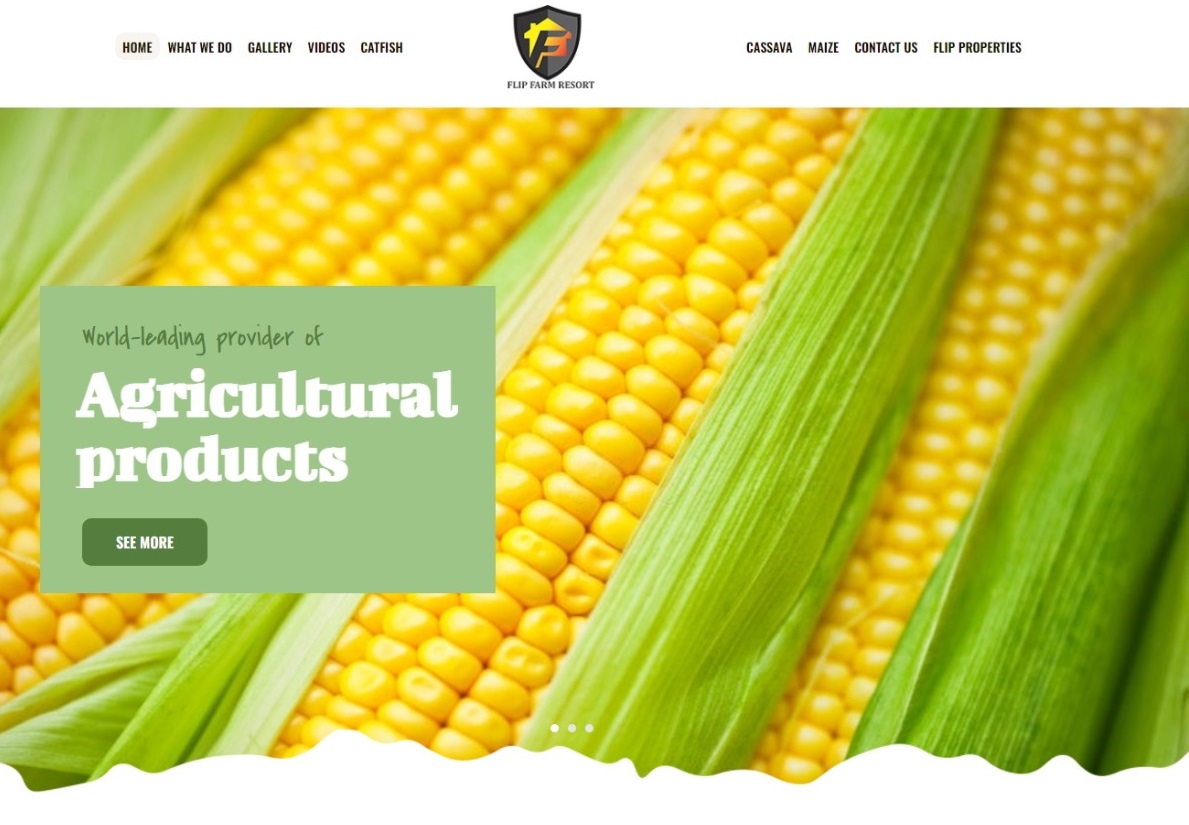 HOME WHAT WE DO GALLERY VIDEOS CATFISH
FLIP FARM RESORT
CASSAVA MAIZE CONTACT US FLIP PROPERTIES
World-leading provider of
Agricultural
products
SEE MORE